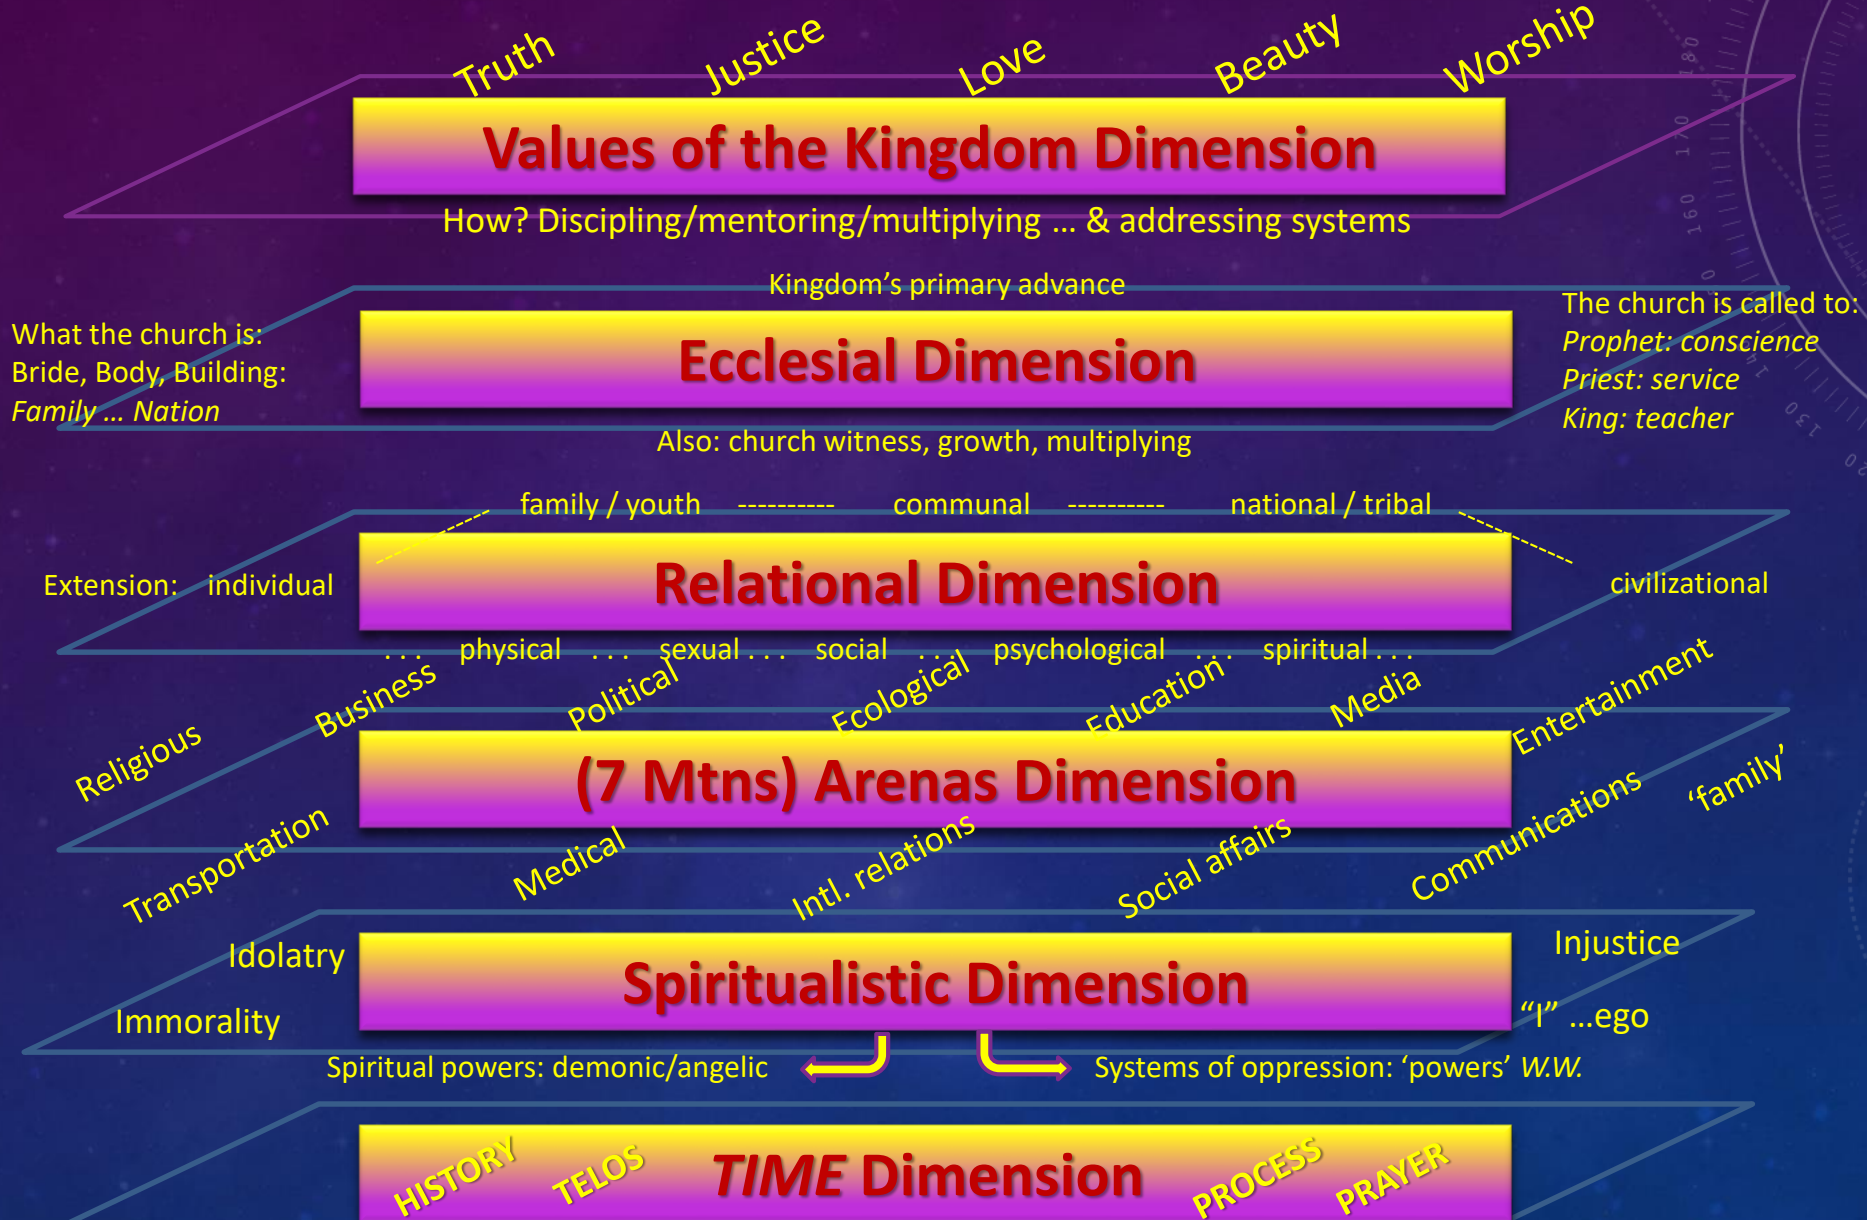 Truth Justice Love Beauty Worship
Values of the Kingdom Dimension
How? Discipling/mentoring/multiplying ... & addressing systems
Kingdom's primary advance
What the church is:
Bride, Body, Building:
Family ... Nation
Ecclesial Dimension
The church is called to:
Prophet: conscience
Priest: service
King: teacher
Also: church witness, growth, multiplying
family / youth ---------- communal ---------- national / tribal
Extension: individual
Relational Dimension
civilizational
. . . physical . . . sexual . . . social . . . psychological . . . spiritual . . .
Religious Business Political Ecological Education Media Entertainment 'family'
(7 Mtns) Arenas Dimension
Transportation Medical Intl. relations Social affairs Communications
Idolatry
Immorality
Spiritualistic Dimension
Injustice
"I" ...ego
Spiritual powers: demonic/angelic
Systems of oppression: 'powers' W.W.
HISTORY TELOS TIME Dimension PROCESS PRAYER
180
170
160
130